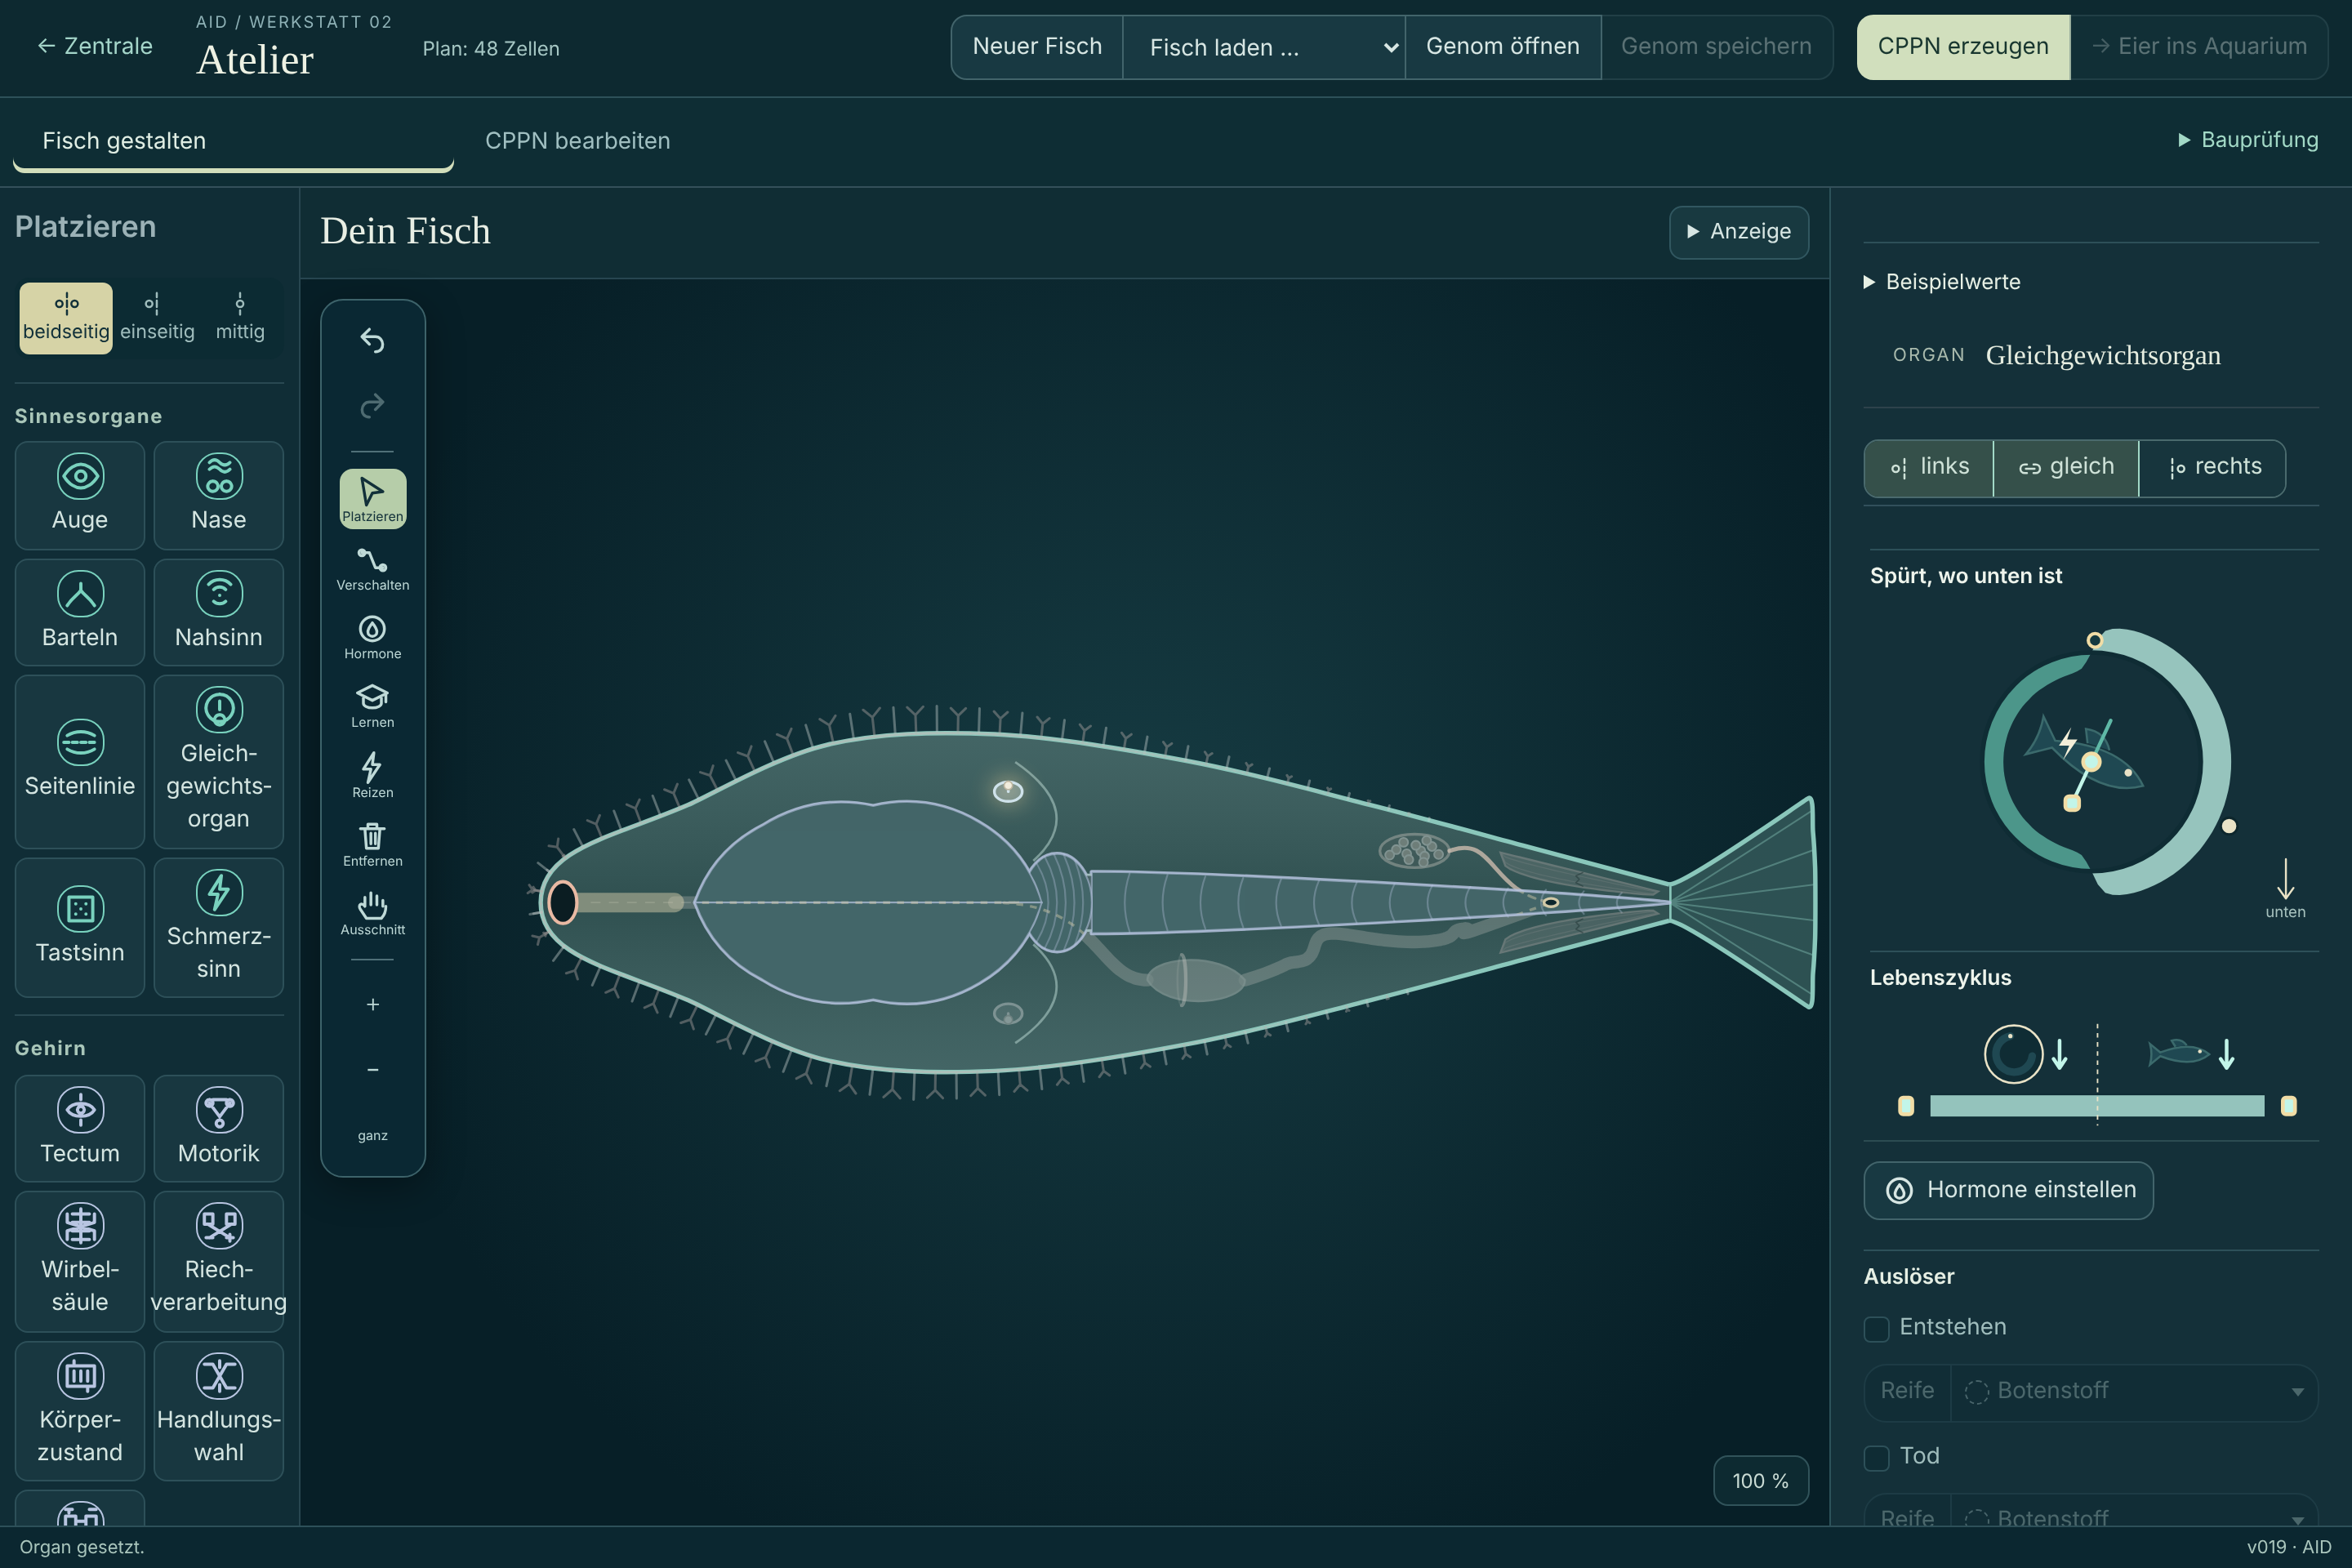 ← Zentrale
AID / WERKSTATT 02
Atelier
Plan: 48 Zellen
Neuer Fisch
Fisch laden ...
Genom öffnen
Genom speichern
CPPN erzeugen
→ Eier ins Aquarium
Fisch gestalten
CPPN bearbeiten
Bauprüfung
Platzieren
beidseitig
einseitig
mittig
Sinnesorgane
Auge
Nase
Barteln
Nahsinn
Seitenlinie
Gleich-
gewichts-
organ
Tastsinn
Schmerz-
sinn
Gehirn
Tectum
Motorik
Wirbel-
säule
Riech-
verarbeitung
Körper-
zustand
Handlungs-
wahl
Dein Fisch
Anzeige
Platzieren
Verschalten
Hormone
Lernen
Reizen
Entfernen
Ausschnitt
+
−
ganz
100 %
Beispielwerte
ORGAN Gleichgewichtsorgan
links
gleich
rechts
Spürt, wo unten ist
unten
Lebenszyklus
Hormone einstellen
Auslöser
Entstehen
Reife
Botenstoff
Tod
Reife
Botenstoff
Organ gesetzt.
v019 · AID